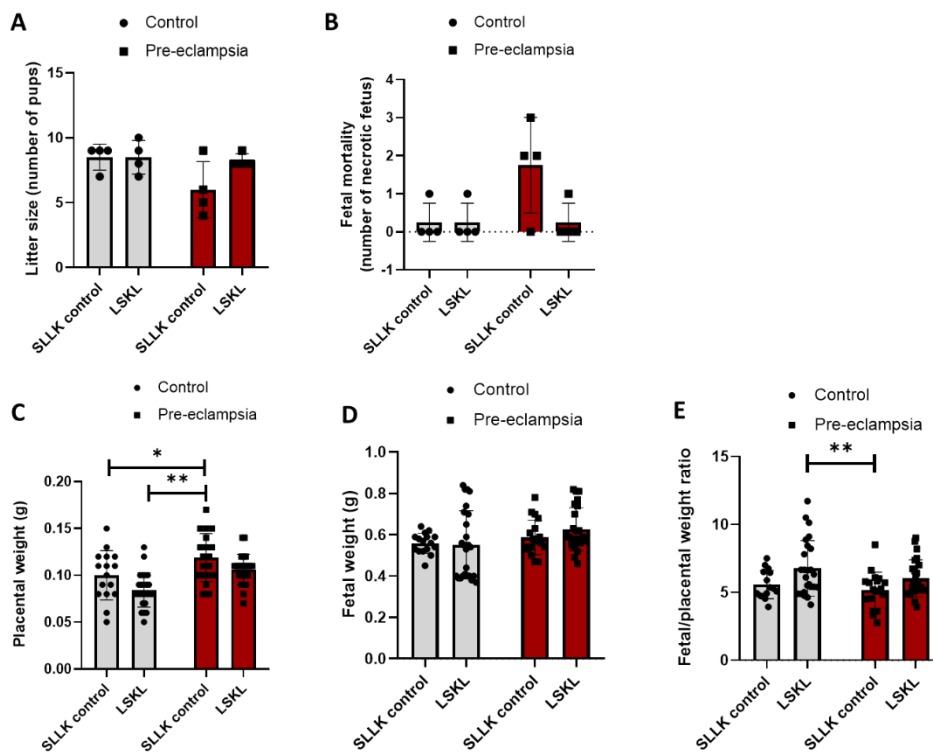 A
Control
Pre-eclampsia
Litter size (number of pups)
15
10
5
0
SLLK control
LSKL
SLLK control
LSKL
B
Control
Pre-eclampsia
Fetal mortality
(number of necrotic fetus)
4
3
2
1
0
-1
SLLK control
LSKL
SLLK control
LSKL
C
Control
Pre-eclampsia
*
**
Placental weight (g)
0.20
0.15
0.10
0.05
0.00
SLLK control
LSKL
SLLK control
LSKL
D
Control
Pre-eclampsia
Fetal weight (g)
1.0
0.8
0.6
0.4
0.2
0.0
SLLK control
LSKL
SLLK control
LSKL
E
Control
Pre-eclampsia
**
Fetal/placental weight ratio
15
10
5
0
SLLK control
LSKL
SLLK control
LSKL